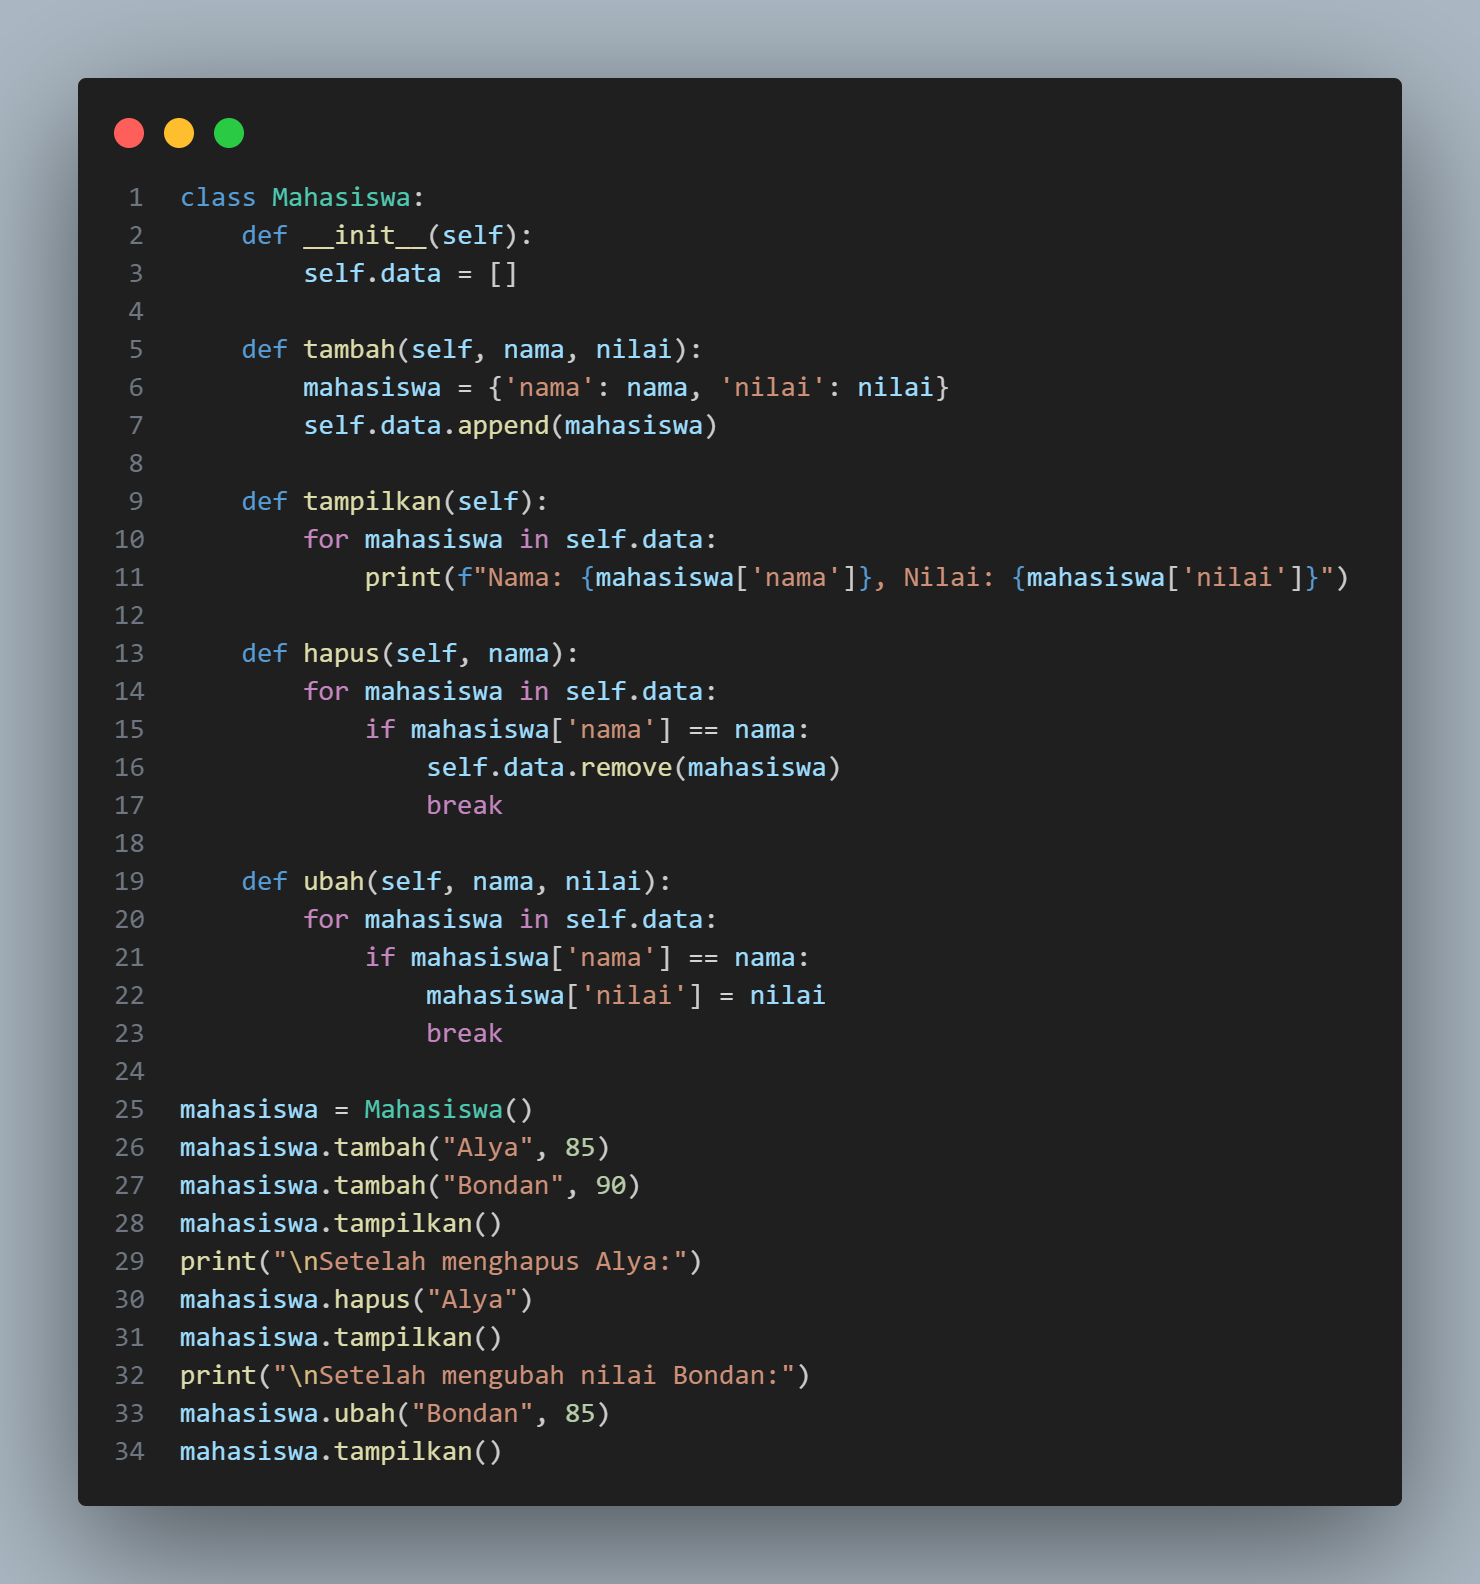 1 class Mahasiswa:
2     def __init__(self):
3         self.data = []
4
5     def tambah(self, nama, nilai):
6         mahasiswa = {'nama': nama, 'nilai': nilai}
7         self.data.append(mahasiswa)
8
9     def tampilkan(self):
10         for mahasiswa in self.data:
11             print(f"Nama: {mahasiswa['nama']}, Nilai: {mahasiswa['nilai']}")
12
13     def hapus(self, nama):
14         for mahasiswa in self.data:
15             if mahasiswa['nama'] == nama:
16                 self.data.remove(mahasiswa)
17                 break
18
19     def ubah(self, nama, nilai):
20         for mahasiswa in self.data:
21             if mahasiswa['nama'] == nama:
22                 mahasiswa['nilai'] = nilai
23                 break
24
25 mahasiswa = Mahasiswa()
26 mahasiswa.tambah("Alya", 85)
27 mahasiswa.tambah("Bondan", 90)
28 mahasiswa.tampilkan()
29 print("\nSetelah menghapus Alya:")
30 mahasiswa.hapus("Alya")
31 mahasiswa.tampilkan()
32 print("\nSetelah mengubah nilai Bondan:")
33 mahasiswa.ubah("Bondan", 85)
34 mahasiswa.tampilkan()